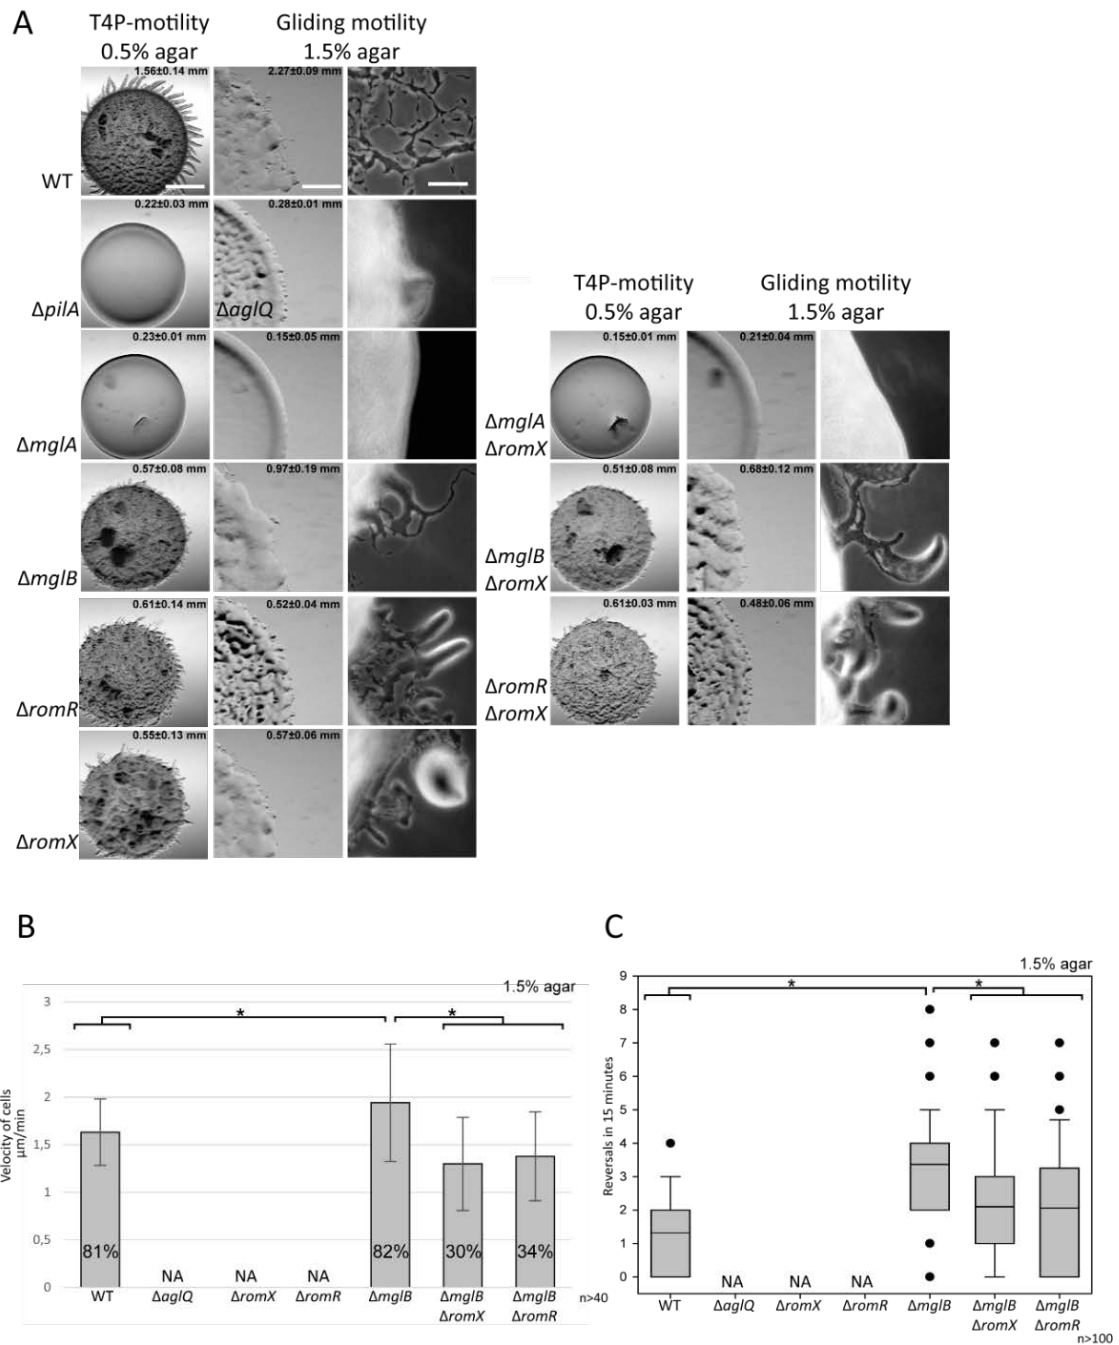 A
T4P-motility
0.5% agar
Gliding motility
1.5% agar
1.56±0.14 mm
2.27±0.09 mm
WT
0.22±0.03 mm
0.28±0.01 mm
ΔpilA
ΔaglQ
0.23±0.01 mm
0.15±0.05 mm
ΔmglA
0.57±0.08 mm
0.97±0.19 mm
ΔmglB
0.61±0.14 mm
0.52±0.04 mm
ΔromR
0.55±0.13 mm
0.57±0.06 mm
ΔromX
T4P-motility
0.5% agar
Gliding motility
1.5% agar
0.15±0.01 mm
0.21±0.04 mm
ΔmglA
ΔromX
0.51±0.08 mm
0.68±0.12 mm
ΔmglB
ΔromX
0.61±0.03 mm
0.48±0.06 mm
ΔromR
ΔromX
B
1.5% agar
Velocity of cells
µm/min
3
2,5
2
1,5
1
0,5
0
*
*
81%
NA
NA
NA
82%
30%
34%
WT
ΔaglQ
ΔromX
ΔromR
ΔmglB
ΔmglB
ΔromX
ΔmglB
ΔromR
n>40
C
1.5% agar
Reversals in 15 minutes
9
8
7
6
5
4
3
2
1
0
*
*
NA
NA
NA
WT
ΔaglQ
ΔromX
ΔromR
ΔmglB
ΔmglB
ΔromX
ΔmglB
ΔromR
n>100